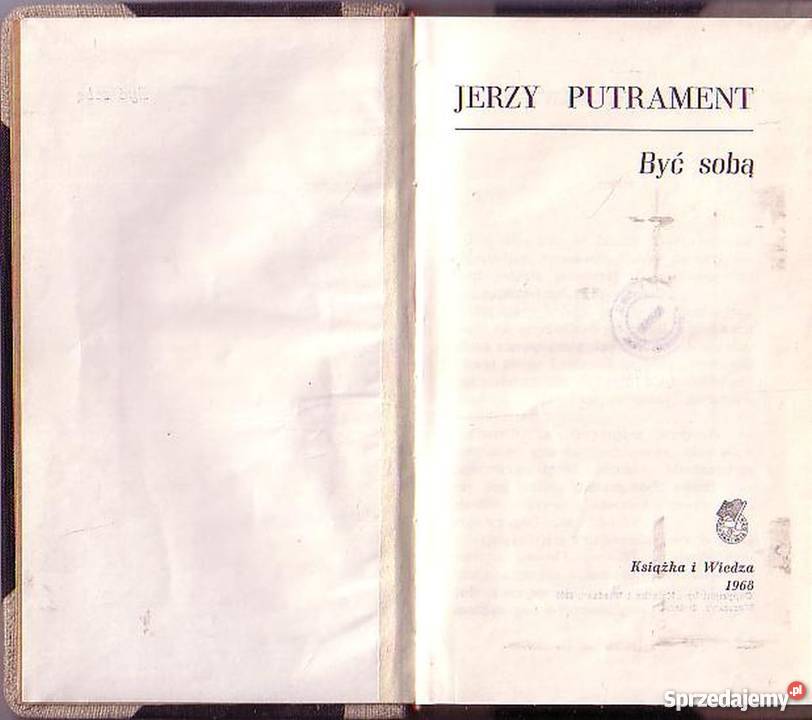 JERZY PUTRAMENT
Być sobą
Książka i Wiedza
1968
Sprzedajemy.pl